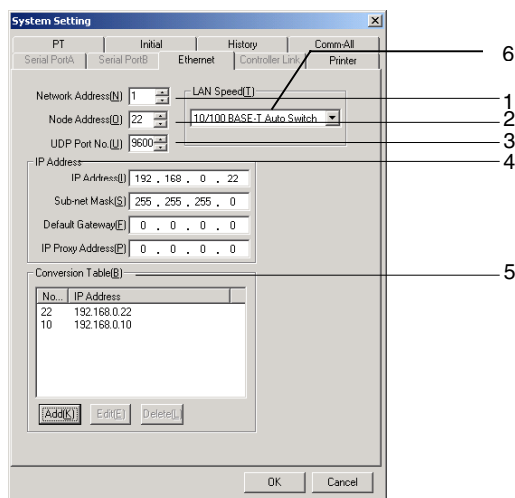 System Setting
PT Initial History Comm-All
Serial PortA Serial PortB Ethernet Controller Link Printer
6
Network Address(N) 1
LAN Speed(T)
1
Node Address(O) 22
10/100 BASE-T Auto Switch
2
UDP Port No.(U) 9600
3
IP Address
4
IP Address(I) 192 . 168 . 0 . 22
Sub-net Mask(S) 255 . 255 . 255 . 0
Default Gateway(F) 0 . 0 . 0 . 0
IP Proxy Address(P) 0 . 0 . 0 . 0
Conversion Table(B)
5
No... IP Address
22 192.168.0.22
10 192.168.0.10
Add(K) Edit(E) Delete(L)
OK Cancel